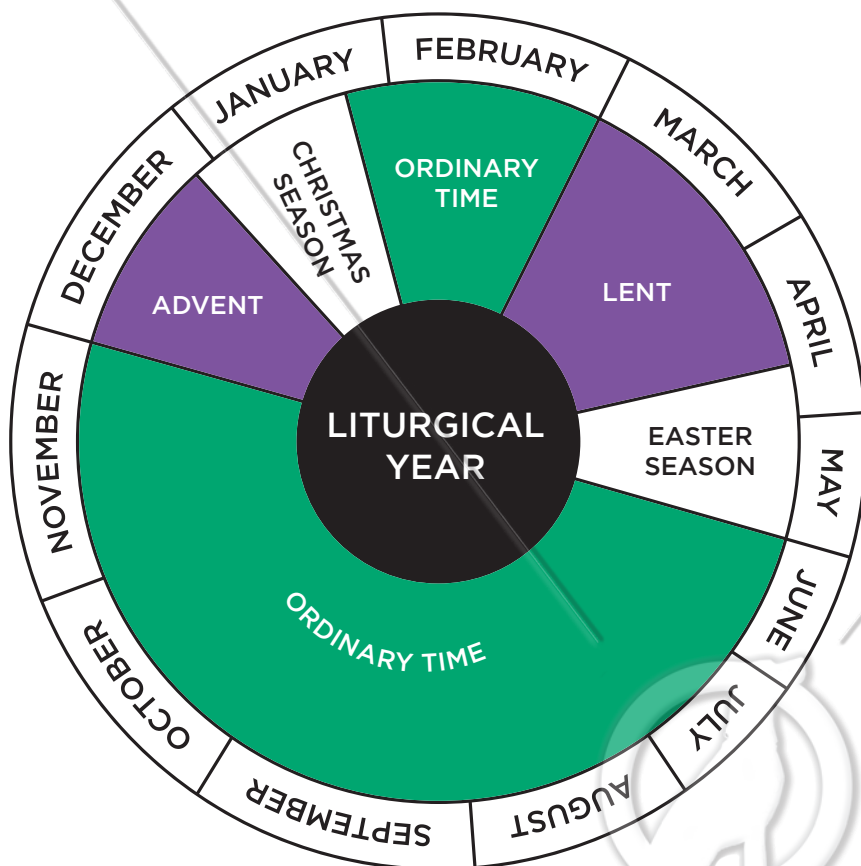 JANUARY
FEBRUARY
MARCH
APRIL
MAY
JUNE
JULY
AUGUST
SEPTEMBER
OCTOBER
NOVEMBER
DECEMBER
CHRISTMAS
SEASON
ORDINARY
TIME
LENT
EASTER
SEASON
ORDINARY TIME
ADVENT
LITURGICAL
YEAR